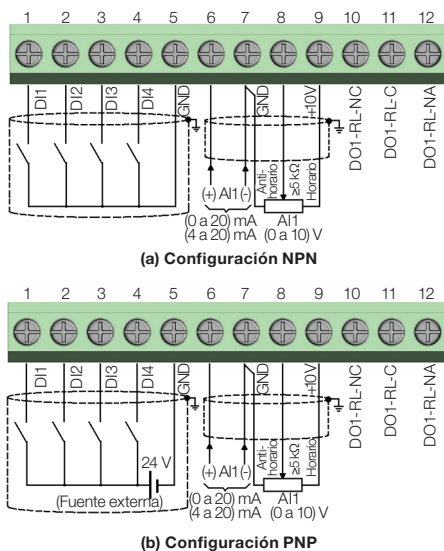 1 2 3 4 5 6 7 8 9 10 11 12
DI1
DI2
DI3
DI4
GND
GND
+10V
DO1-RL-NC
DO1-RL-C
DO1-RL-NA
Anti-
horario
≥5 kΩ
Horario
(+) AI1 (-)
(0 a 20) mA
(4 a 20) mA
AI1
(0 a 10) V
(a) Configuración NPN
1 2 3 4 5 6 7 8 9 10 11 12
DI1
DI2
DI3
DI4
GND
GND
+10V
DO1-RL-NC
DO1-RL-C
DO1-RL-NA
24 V
(Fuente externa)
Anti-
horario
≥5 kΩ
Horario
(+) AI1 (-)
(0 a 20) mA
(4 a 20) mA
AI1
(0 a 10) V
(b) Configuración PNP